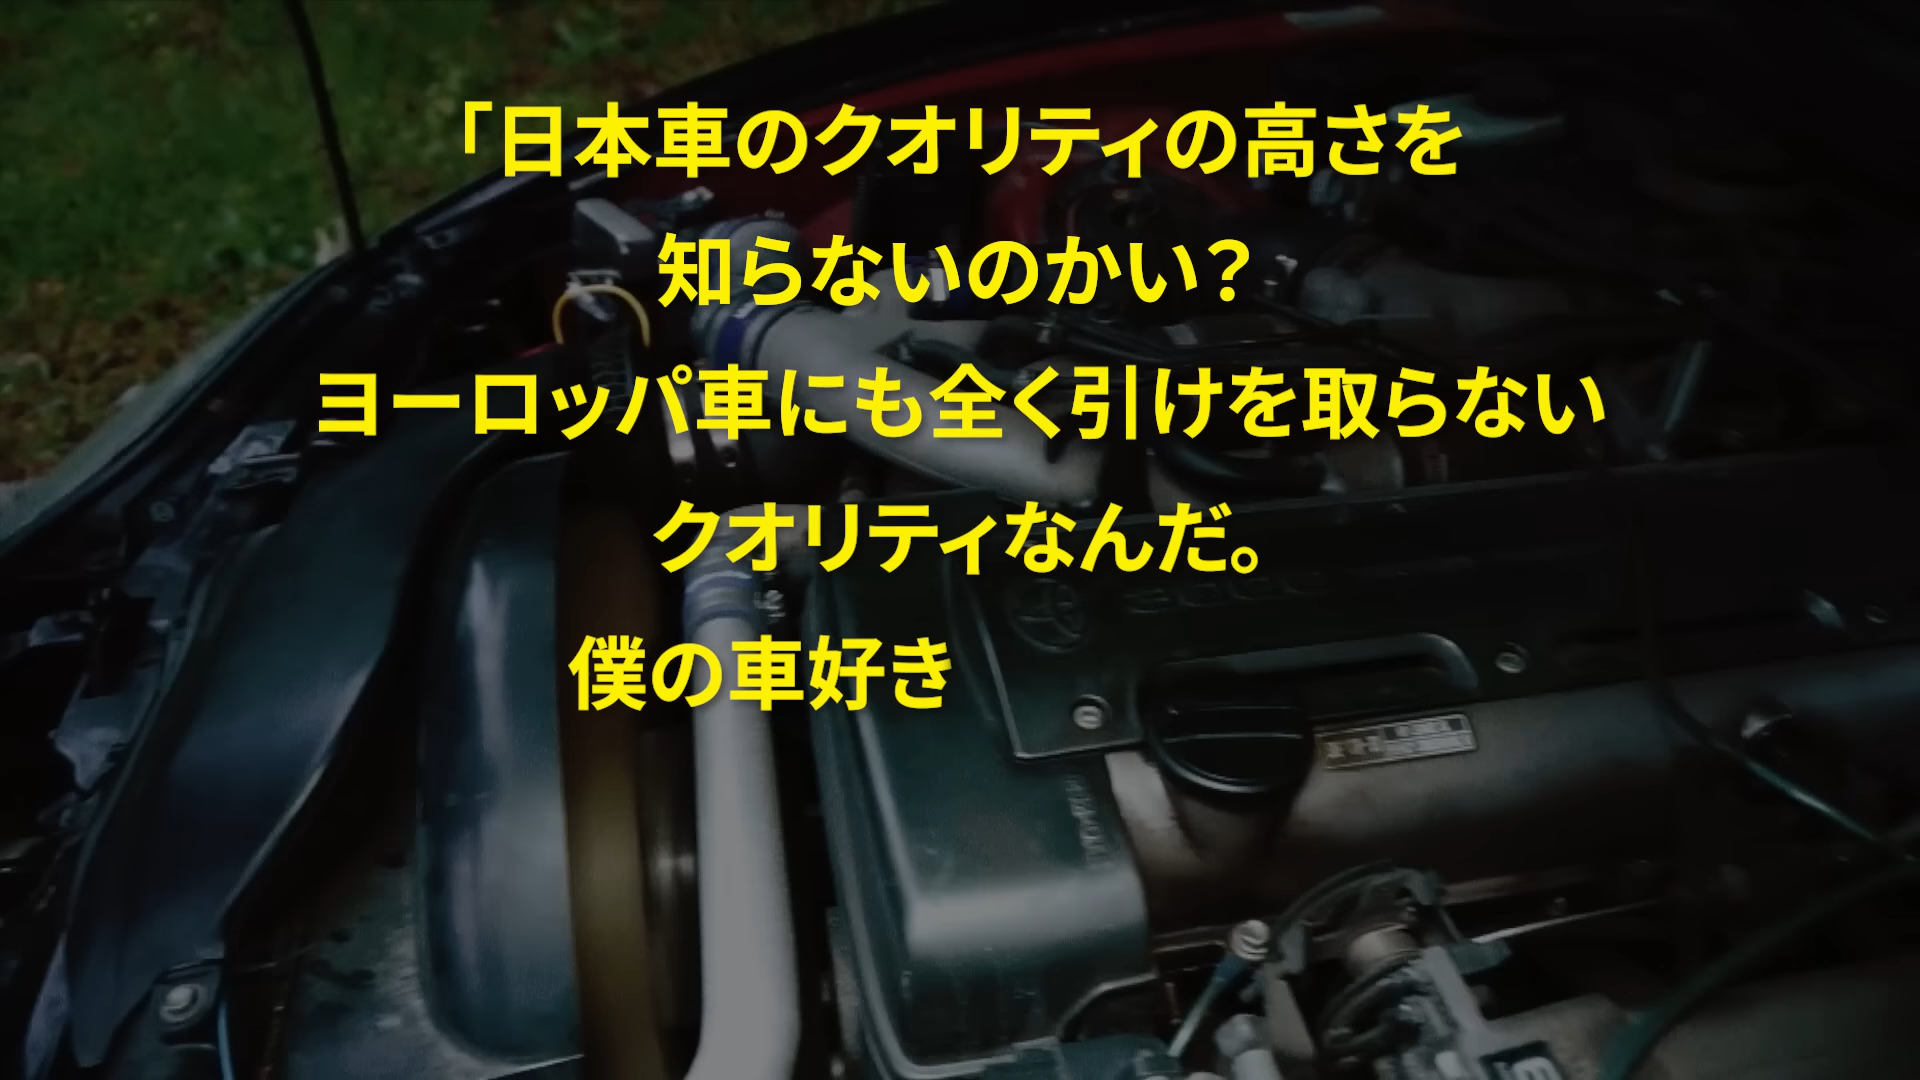 「日本車のクオリティの高さを
知らないのかい？
ヨーロッパ車にも全く引けを取らない
クオリティなんだ。
僕の車好き